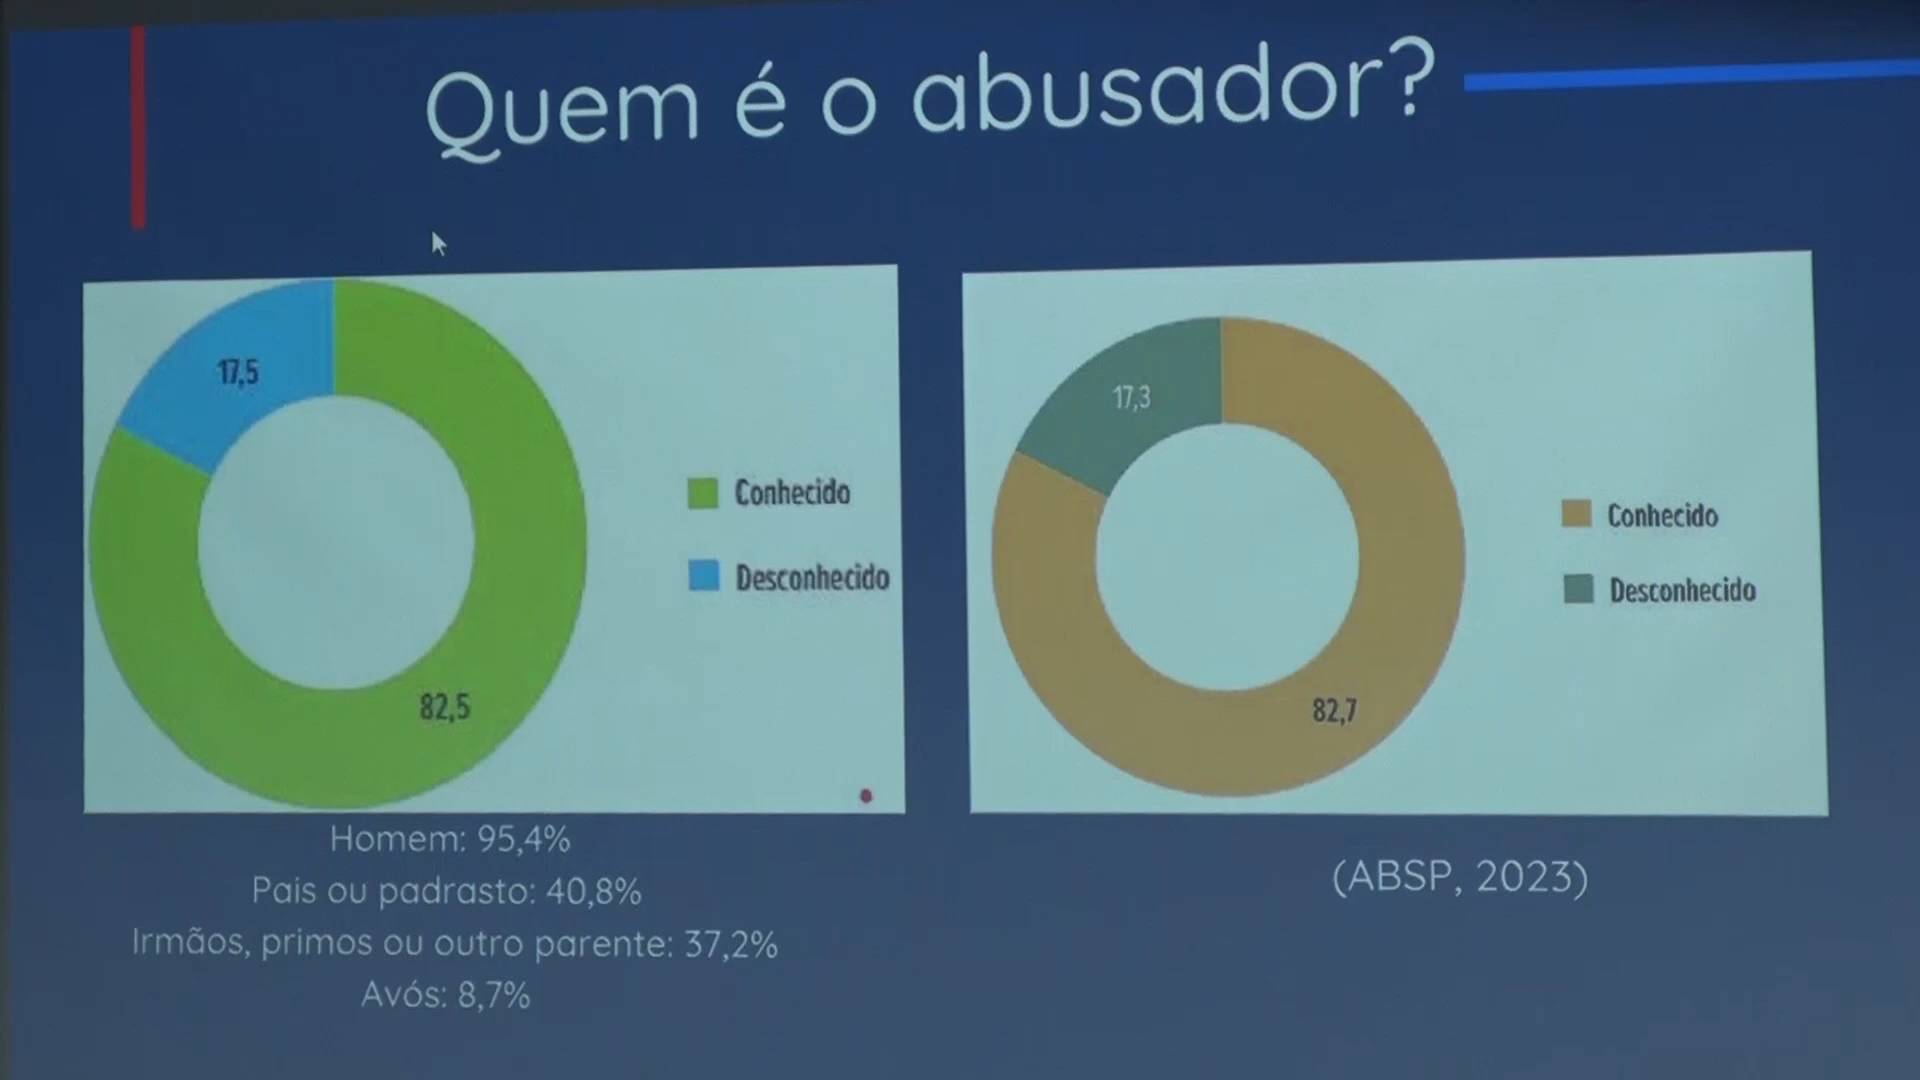 Quem é o abusador?
17,5
82,5
Conhecido
Desconhecido
17,3
82,7
Conhecido
Desconhecido
Homem: 95,4%
Pais ou padrasto: 40,8%
Irmãos, primos ou outro parente: 37,2%
Avós: 8,7%
(ABSP, 2023)